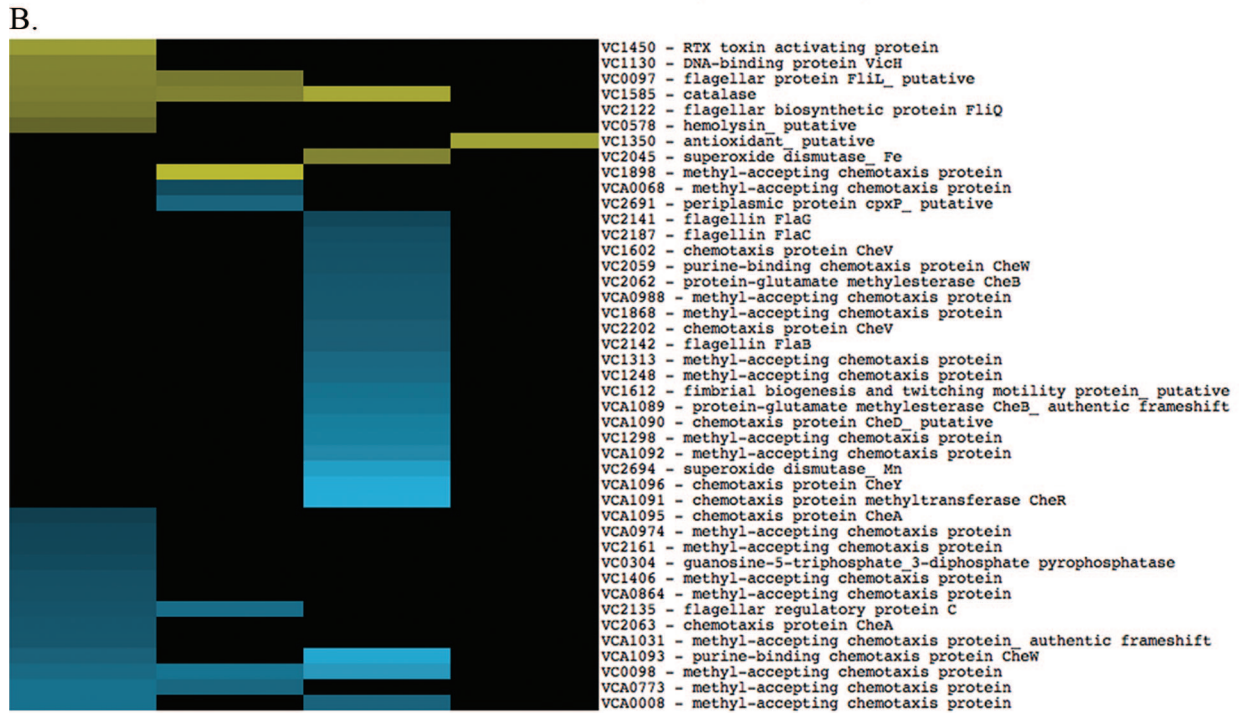 B.
VC1450 - RTX toxin activating protein
VC1130 - DNA-binding protein VicH
VC0097 - flagellar protein FliL_ putative
VC1585 - catalase
VC2122 - flagellar biosynthetic protein FliQ
VC0578 - hemolysin_ putative
VC1350 - antioxidant_ putative
VC2045 - superoxide dismutase_ Fe
VC1898 - methyl-accepting chemotaxis protein
VCA0068 - methyl-accepting chemotaxis protein
VC2691 - periplasmic protein cpxP_ putative
VC2141 - flagellin FlaG
VC2187 - flagellin FlaC
VC1602 - chemotaxis protein CheV
VC2059 - purine-binding chemotaxis protein CheW
VC2062 - protein-glutamate methylesterase CheB
VCA0988 - methyl-accepting chemotaxis protein
VC1868 - methyl-accepting chemotaxis protein
VC2202 - chemotaxis protein CheV
VC2142 - flagellin FlaB
VC1313 - methyl-accepting chemotaxis protein
VC1248 - methyl-accepting chemotaxis protein
VC1612 - fimbrial biogenesis and twitching motility protein_ putative
VCA1089 - protein-glutamate methylesterase CheB_ authentic frameshift
VCA1090 - chemotaxis protein CheD_ putative
VC1298 - methyl-accepting chemotaxis protein
VCA1092 - methyl-accepting chemotaxis protein
VC2694 - superoxide dismutase_ Mn
VCA1096 - chemotaxis protein CheY
VCA1091 - chemotaxis protein methyltransferase CheR
VCA1095 - chemotaxis protein CheA
VCA0974 - methyl-accepting chemotaxis protein
VC2161 - methyl-accepting chemotaxis protein
VC0304 - guanosine-5-triphosphate_3-diphosphate pyrophosphatase
VC1406 - methyl-accepting chemotaxis protein
VCA0864 - methyl-accepting chemotaxis protein
VC2135 - flagellar regulatory protein C
VC2063 - chemotaxis protein CheA
VCA1031 - methyl-accepting chemotaxis protein_ authentic frameshift
VCA1093 - purine-binding chemotaxis protein CheW
VC0098 - methyl-accepting chemotaxis protein
VCA0773 - methyl-accepting chemotaxis protein
VCA0008 - methyl-accepting chemotaxis protein